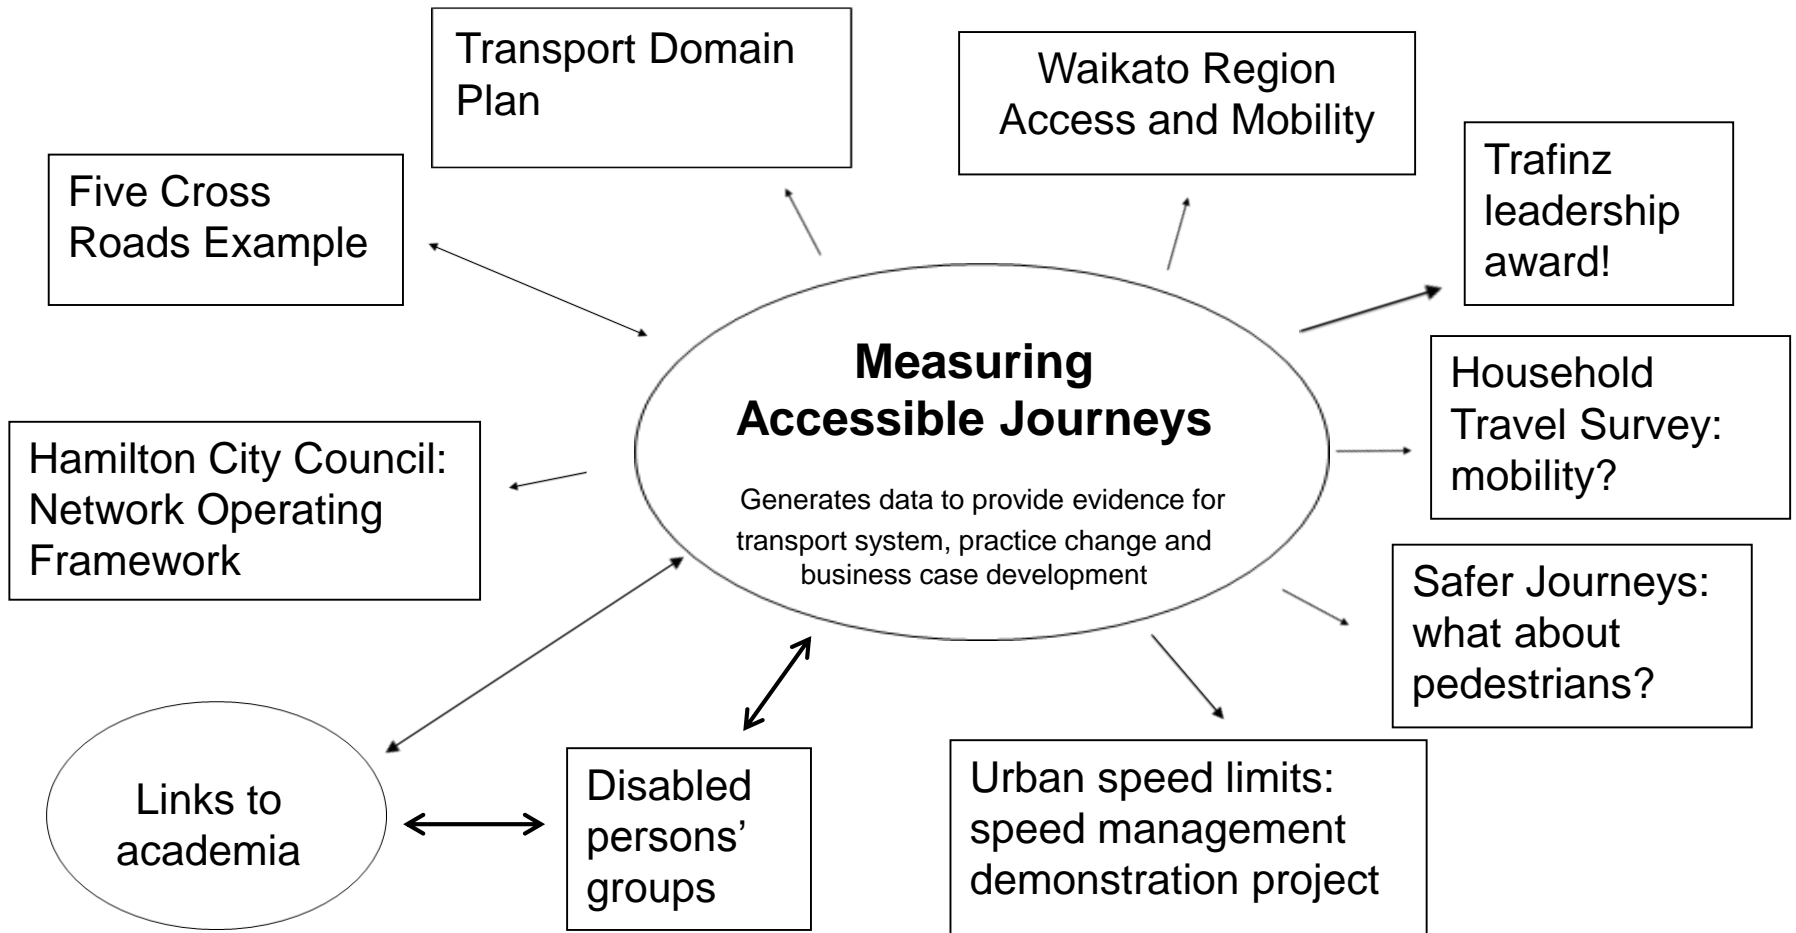 Transport Domain
Plan
Waikato Region
Access and Mobility
Trafinz
leadership
award!
Five Cross
Roads Example
Measuring
Accessible Journeys
Generates data to provide evidence for
transport system, practice change and
business case development
Household
Travel Survey:
mobility?
Hamilton City Council:
Network Operating
Framework
Safer Journeys:
what about
pedestrians?
Links to
academia
Disabled
persons’
groups
Urban speed limits:
speed management
demonstration project